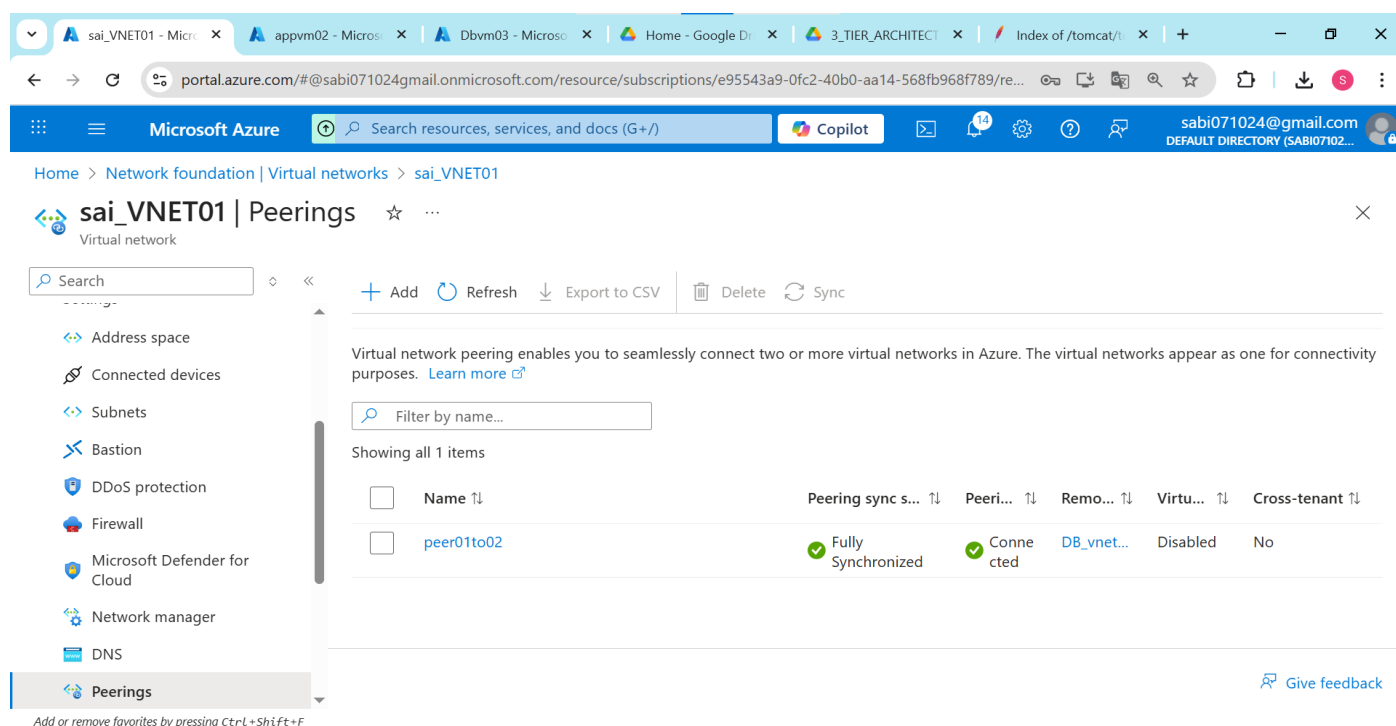 sai_VNET01 - Micro
appvm02 - Micros
Dbvm03 - Microso
Home - Google Dr
3_TIER_ARCHITECT
Index of /tomcat/t
portal.azure.com/#@sabi071024gmail.onmicrosoft.com/resource/subscriptions/e95543a9-0fc2-40b0-aa14-568fb968f789/re...
S
Microsoft Azure
Search resources, services, and docs (G+/)
Copilot
14
sabi071024@gmail.com
DEFAULT DIRECTORY (SABI07102...
Home > Network foundation | Virtual networks > sai_VNET01
sai_VNET01 | Peerings
...
Virtual network
Search
Address space
Connected devices
Subnets
Bastion
DDoS protection
Firewall
Microsoft Defender for
Cloud
Network manager
DNS
Peerings
Add or remove favorites by pressing Ctrl+Shift+F
Add
Refresh
Export to CSV
Delete
Sync
Virtual network peering enables you to seamlessly connect two or more virtual networks in Azure. The virtual networks appear as one for connectivity
purposes. Learn more
Filter by name...
Showing all 1 items
Name Peering sync s... Peeri... Remo... Virtu... Cross-tenant
peer01to02 Fully Conne DB_vnet... Disabled No
Synchronized cted
Give feedback